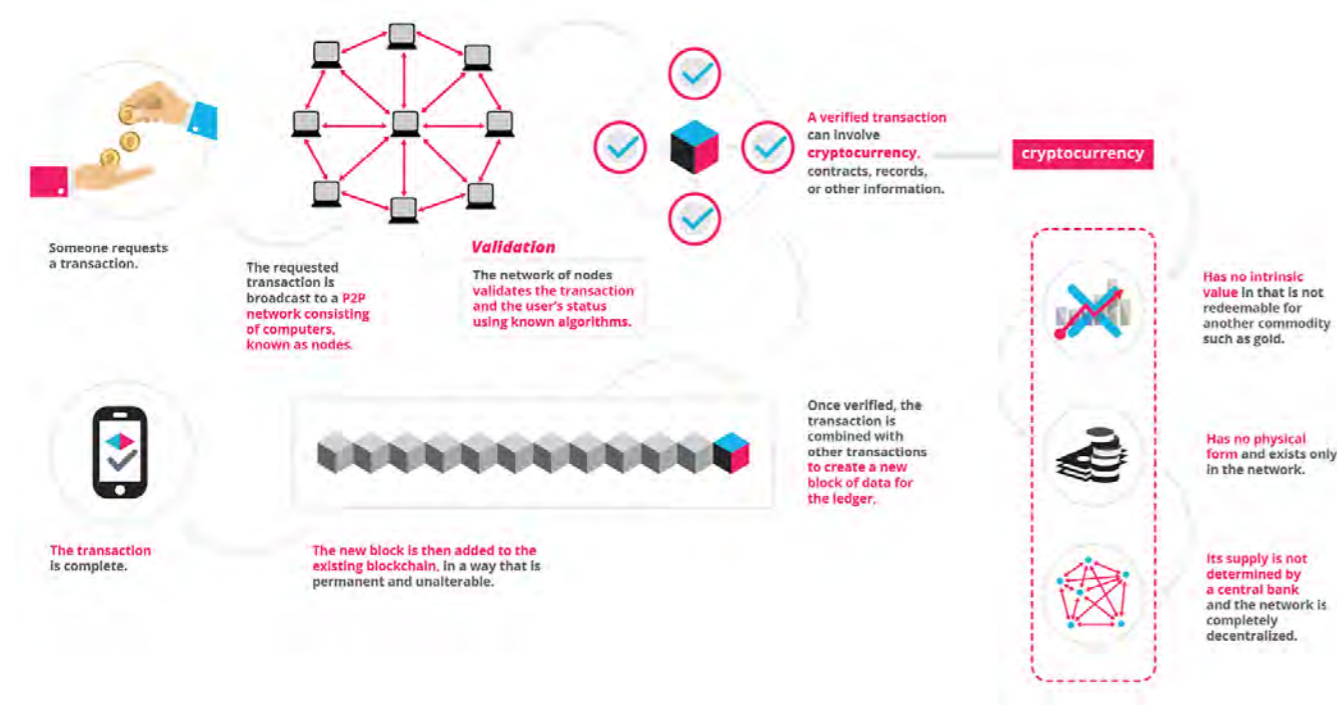 Someone requests
a transaction.
The requested
transaction is
broadcast to a P2P
network consisting
of computers,
known as nodes.
Validation
The network of nodes
validates the transaction
and the user's status
using known algorithms.
A verified transaction
can involve
cryptocurrency,
contracts, records,
or other information.
cryptocurrency
Has no intrinsic
value in that is not
redeemable for
another commodity
such as gold.
Has no physical
form and exists only
in the network.
Its supply is not
determined by
a central bank
and the network is
completely
decentralized.
Once verified, the
transaction is
combined with
other transactions
to create a new
block of data for
the ledger.
The new block is then added to the
existing blockchain, in a way that is
permanent and unalterable.
The transaction
is complete.